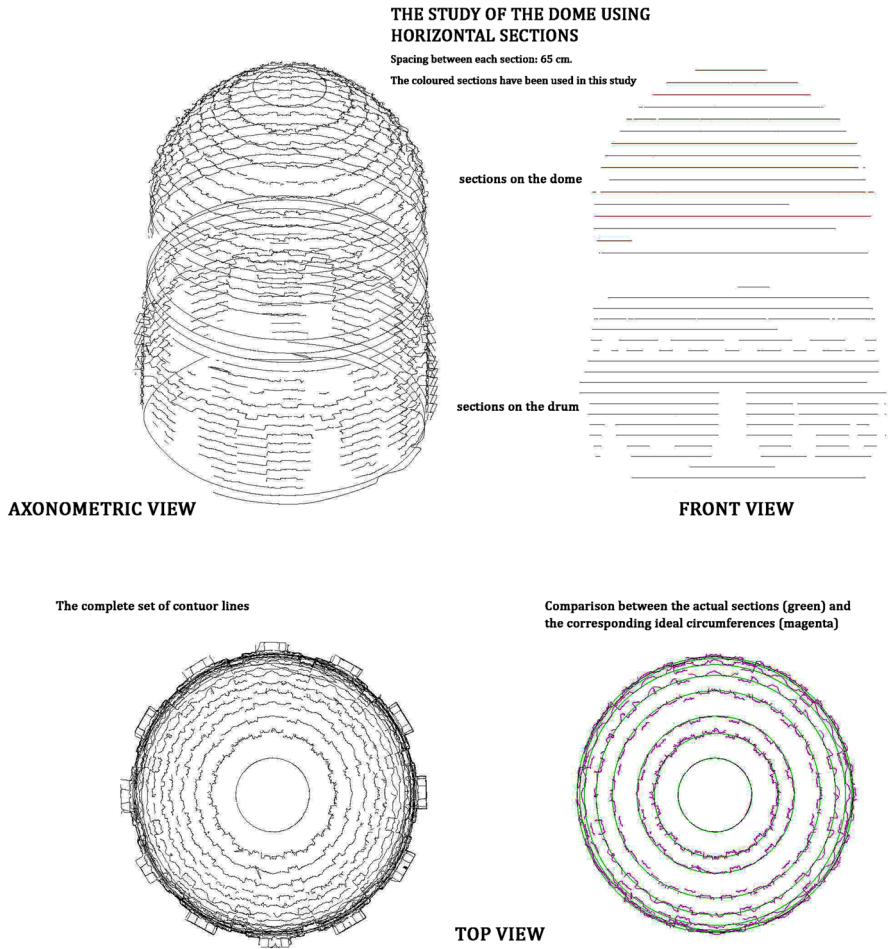 THE STUDY OF THE DOME USING
HORIZONTAL SECTIONS
Spacing between each section: 65 cm.
The coloured sections have been used in this study
sections on the dome
sections on the drum
AXONOMETRIC VIEW
FRONT VIEW
The complete set of contuor lines
Comparison between the actual sections (green) and
the corresponding ideal circumferences (magenta)
TOP VIEW